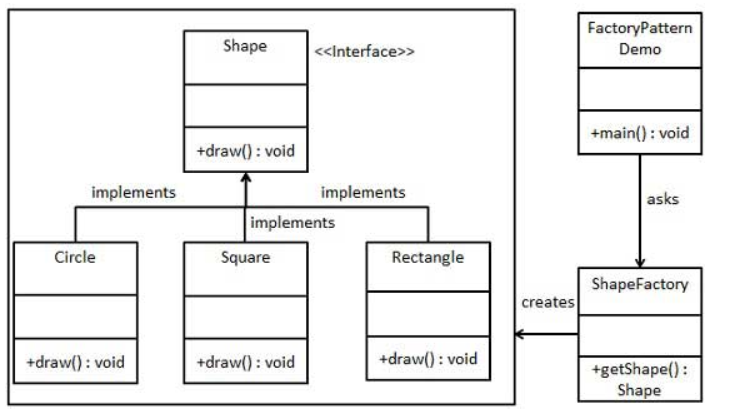 Shape
<<Interface>>
+draw() : void
FactoryPattern
Demo
+main() : void
implements
implements
implements
asks
Circle
+draw() : void
Square
+draw() : void
Rectangle
+draw() : void
creates
ShapeFactory
+getShape() :
Shape